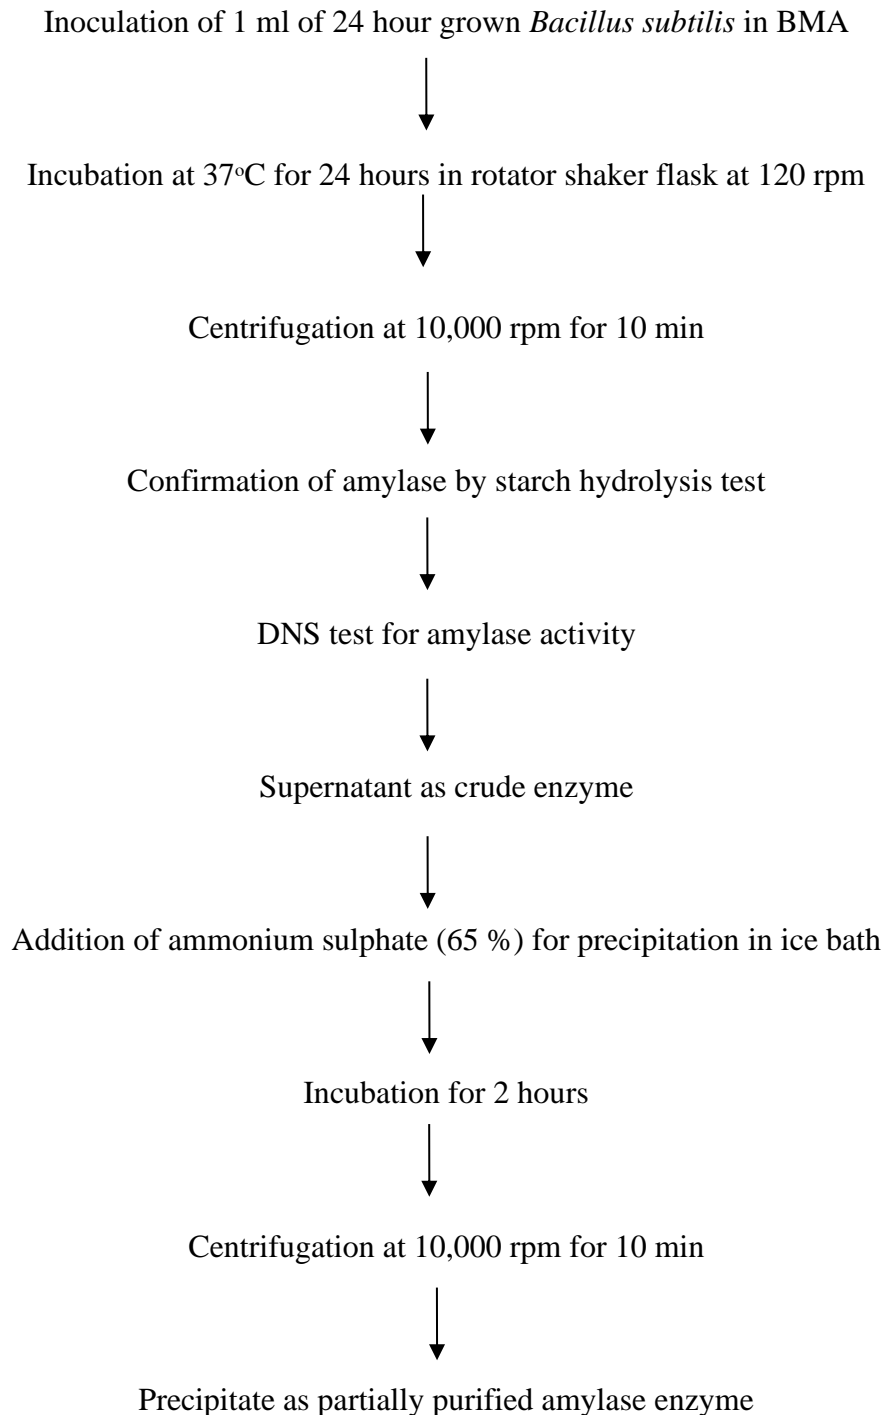 Inoculation of 1 ml of 24 hour grown Bacillus subtilis in BMA
Incubation at 37ºC for 24 hours in rotator shaker flask at 120 rpm
Centrifugation at 10,000 rpm for 10 min
Confirmation of amylase by starch hydrolysis test
DNS test for amylase activity
Supernatant as crude enzyme
Addition of ammonium sulphate (65 %) for precipitation in ice bath
Incubation for 2 hours
Centrifugation at 10,000 rpm for 10 min
Precipitate as partially purified amylase enzyme